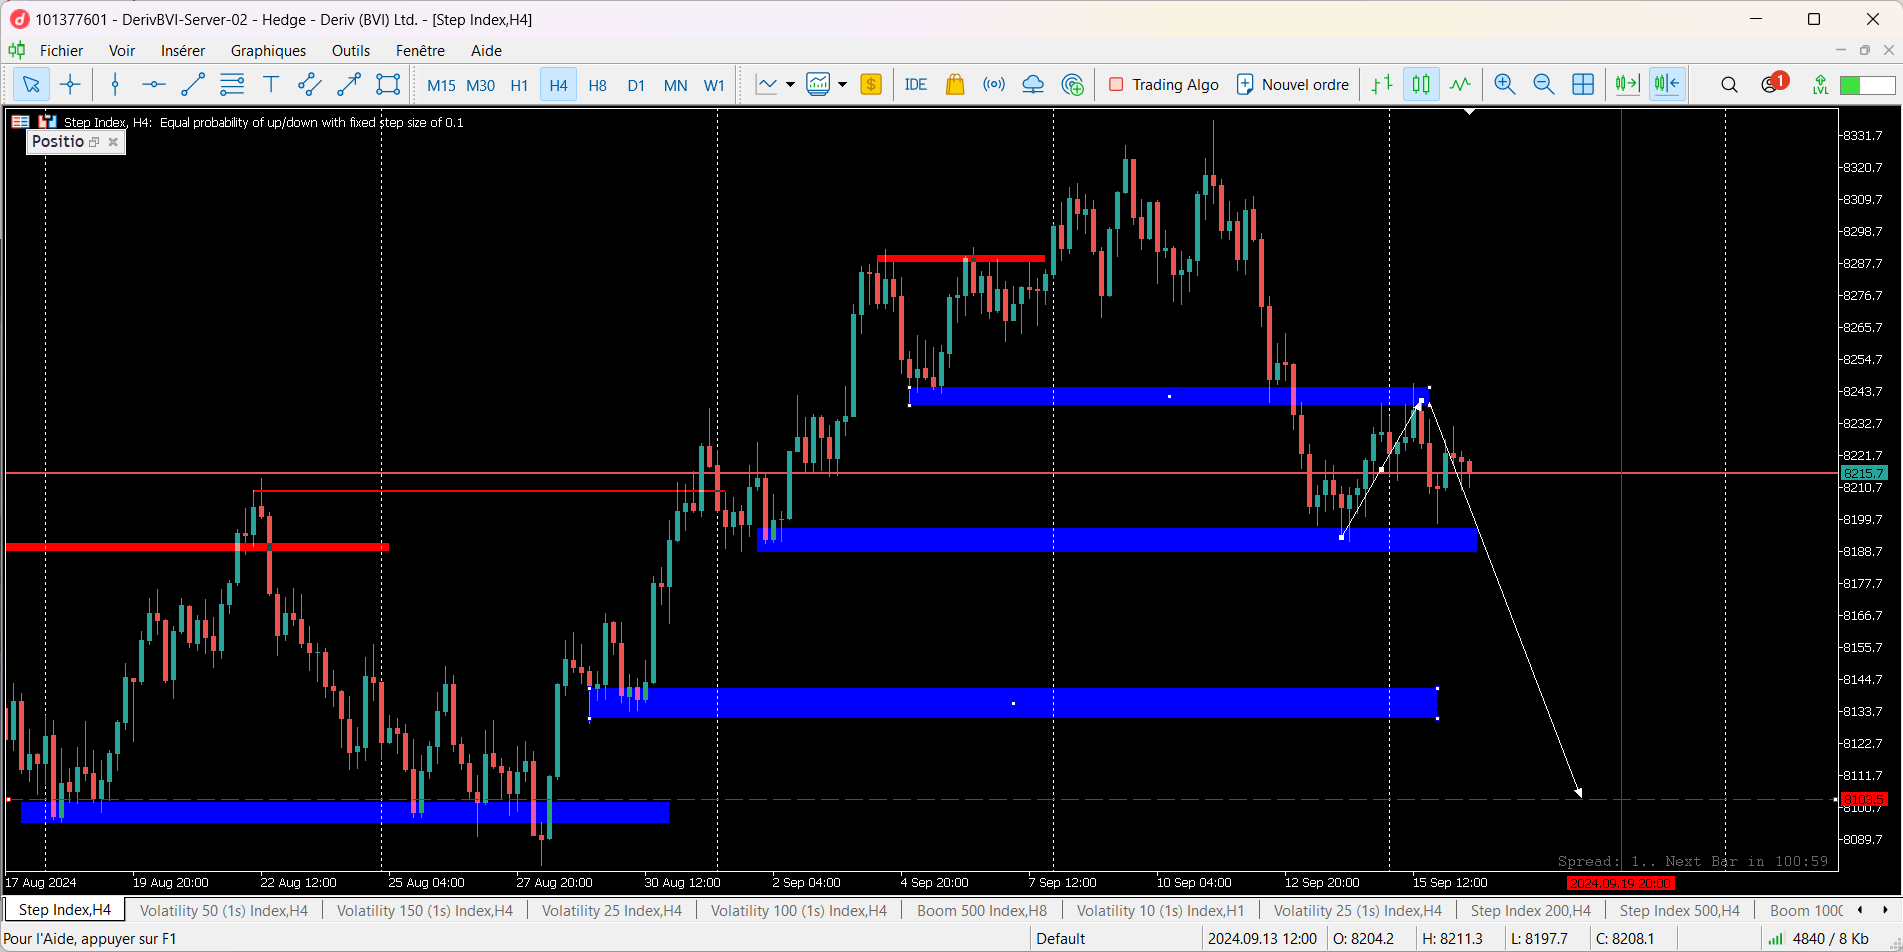 101377601 - DerivBVI-Server-02 - Hedge - Deriv (BVI) Ltd. - [Step Index,H4]
Fichier Voir Insérer Graphiques Outils Fenêtre Aide
M15 M30 H1 H4 H8 D1 MN W1 $ IDE Trading Algo Nouvel ordre 1 LVL
Step Index, H4: Equal probability of up/down with fixed step size of 0.1
Positio
8331.7
8320.7
8309.7
8298.7
8287.7
8276.7
8265.7
8254.7
8243.7
8232.7
8221.7
8215.7
8210.7
8199.7
8188.7
8177.7
8166.7
8155.7
8144.7
8133.7
8122.7
8111.7
8100.7
8089.7
Spread: 1.. Next Bar in 100:59
17 Aug 2024 19 Aug 20:00 22 Aug 12:00 25 Aug 04:00 27 Aug 20:00 30 Aug 12:00 2 Sep 04:00 4 Sep 20:00 7 Sep 12:00 10 Sep 04:00 12 Sep 20:00 15 Sep 12:00 2024.09.19 20:00
Step Index,H4 Volatility 50 (1s) Index,H4 Volatility 150 (1s) Index,H4 Volatility 25 Index,H4 Volatility 100 (1s) Index,H4 Boom 500 Index,H8 Volatility 10 (1s) Index,H1 Volatility 25 (1s) Index,H4 Step Index 200,H4 Step Index 500,H4 Boom 1000
Pour l'Aide, appuyer sur F1 Default 2024.09.13 12:00 O: 8204.2 H: 8211.3 L: 8197.7 C: 8208.1 4840 / 8 Kb